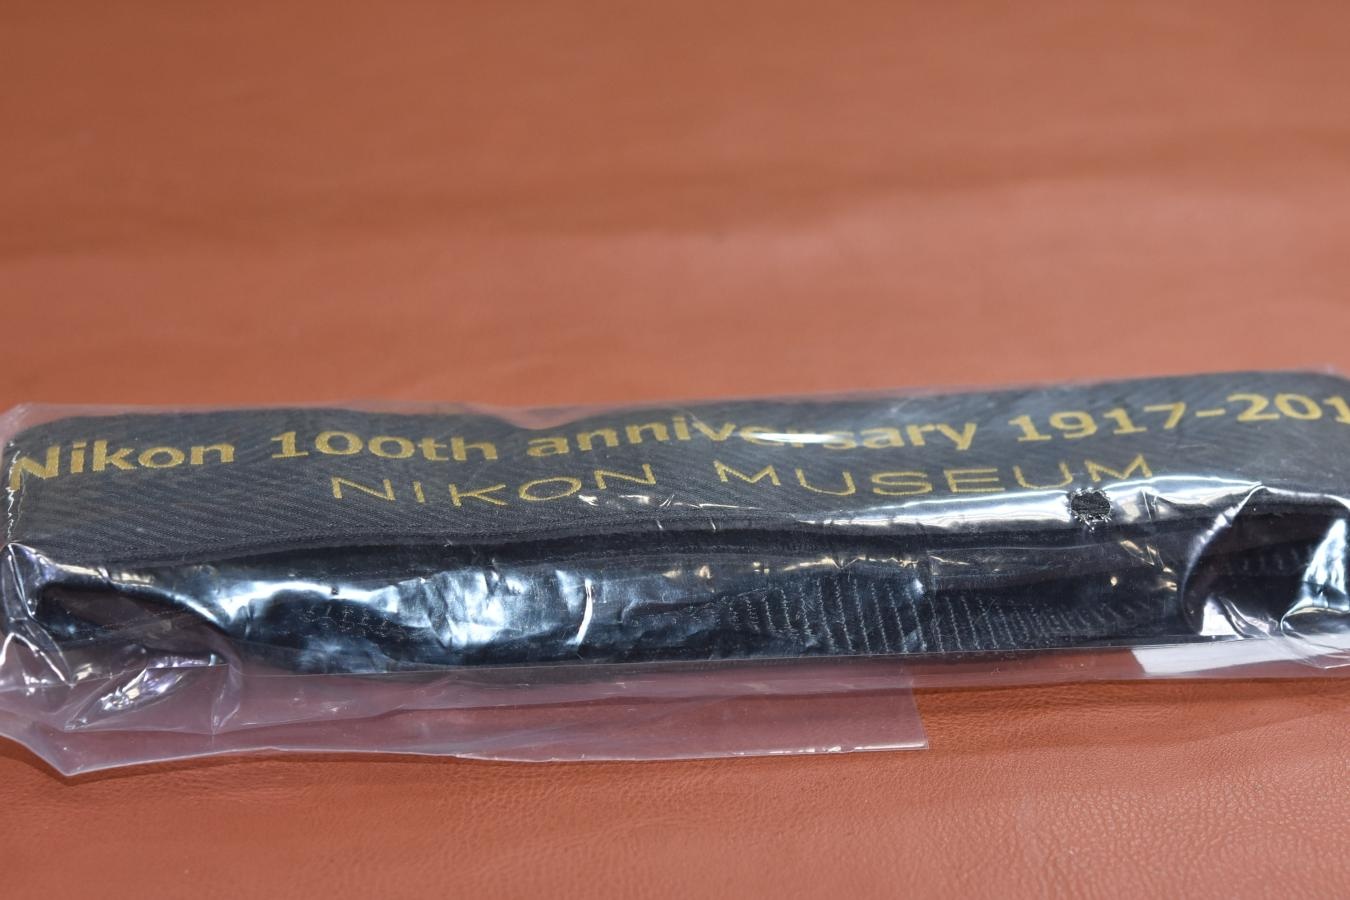 Nikon 100th anniversary 1917-201
NIKON MUSEUM